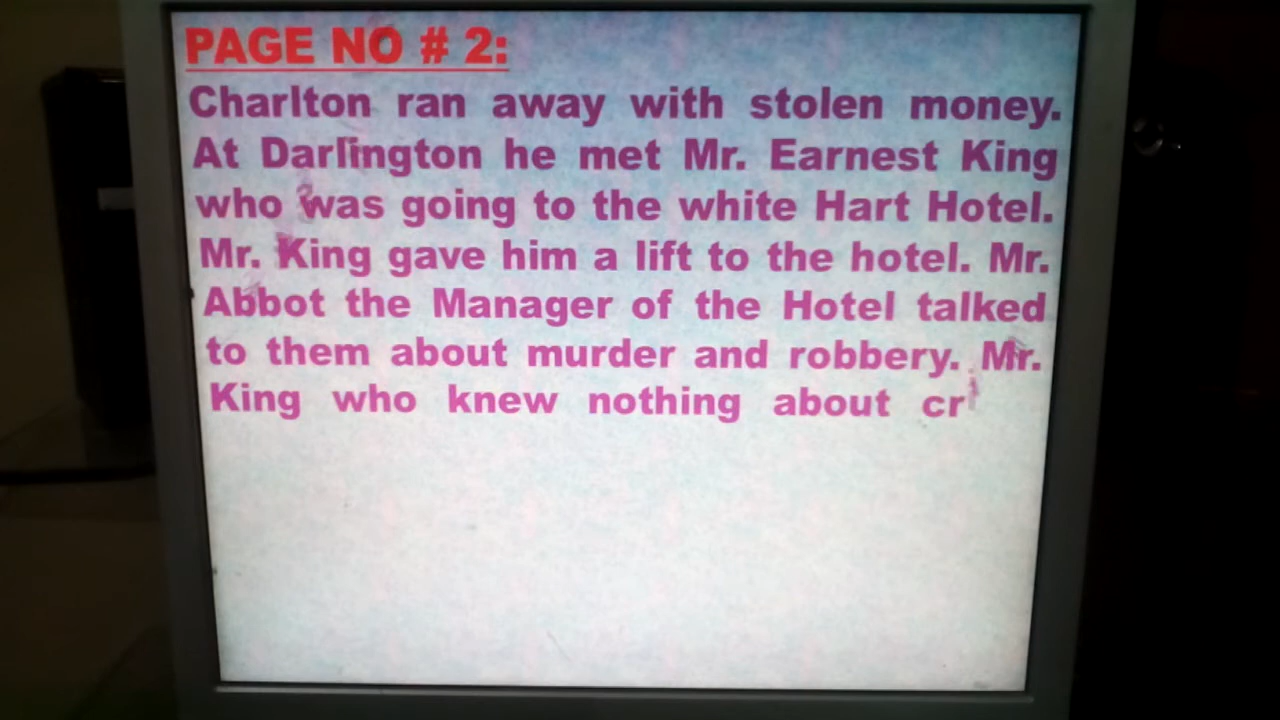 PAGE NO # 2:
Charlton ran away with stolen money.
At Darlington he met Mr. Earnest King
who was going to the white Hart Hotel.
Mr. King gave him a lift to the hotel. Mr.
Abbot the Manager of the Hotel talked
to them about murder and robbery. Mr.
King who knew nothing about cr